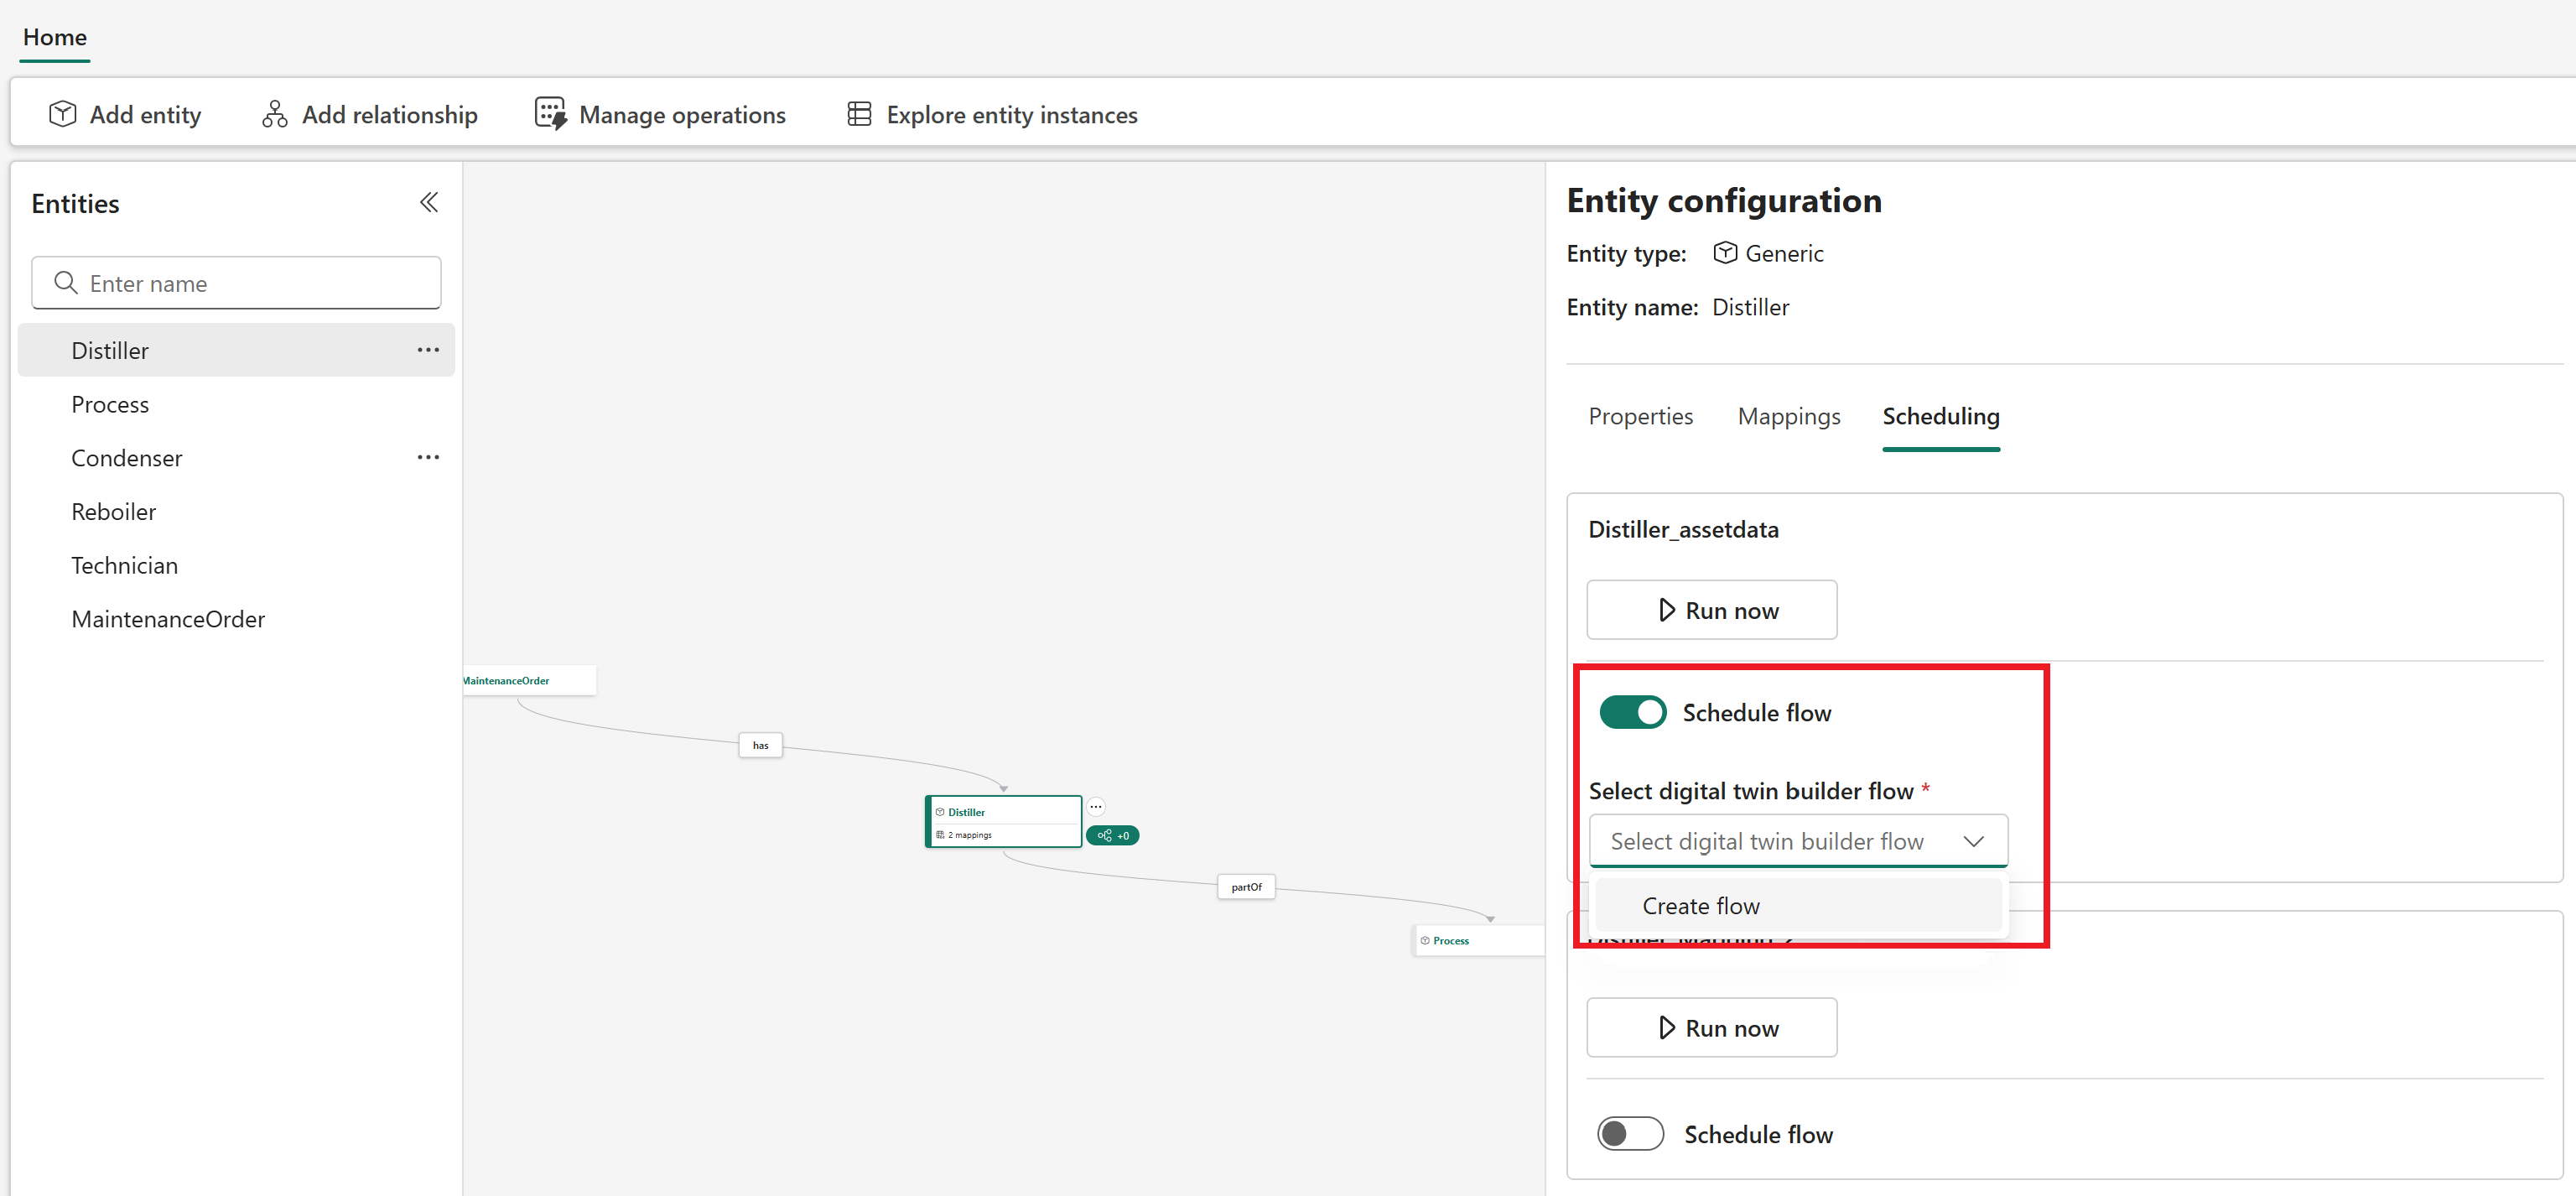 Home
Add entity
Add relationship
Manage operations
Explore entity instances
Entities
Enter name
Distiller
Process
Condenser
Reboiler
Technician
MaintenanceOrder
MaintenanceOrder
has
Distiller
2 mappings
+0
partOf
Process
Entity configuration
Entity type: Generic
Entity name: Distiller
Properties Mappings Scheduling
Distiller_assetdata
Run now
Schedule flow
Select digital twin builder flow *
Select digital twin builder flow
Create flow
Run now
Schedule flow